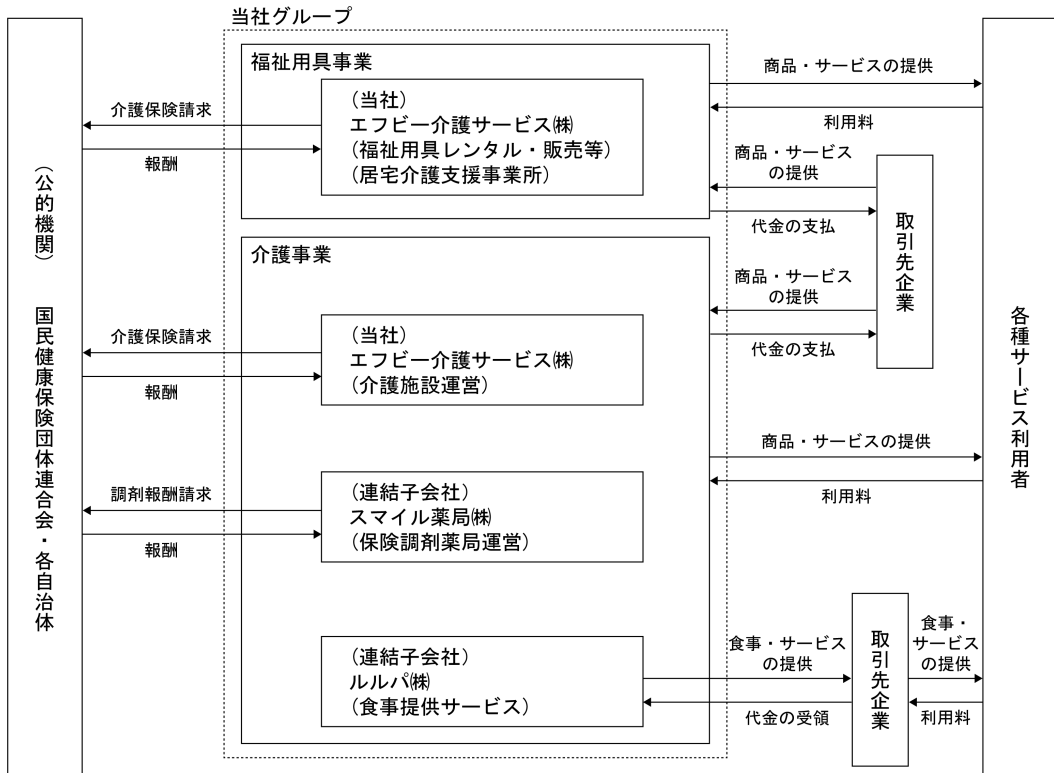 当社グループ
福祉用具事業
(当社)
エフビー介護サービス㈱
(福祉用具レンタル・販売等)
(居宅介護支援事業所)
介護保険請求
報酬
商品・サービスの提供
利用料
商品・サービス
の提供
代金の支払
取引先企業
介護事業
商品・サービス
の提供
代金の支払
(当社)
エフビー介護サービス㈱
(介護施設運営)
介護保険請求
報酬
商品・サービスの提供
利用料
(連結子会社)
スマイル薬局㈱
(保険調剤薬局運営)
調剤報酬請求
報酬
(連結子会社)
ルルパ㈱
(食事提供サービス)
食事・サービス
の提供
代金の受領
取引先企業
食事・
サービス
の提供
利用料
(公的機関) 国民健康保険団体連合会・各自治体
各種サービス利用者